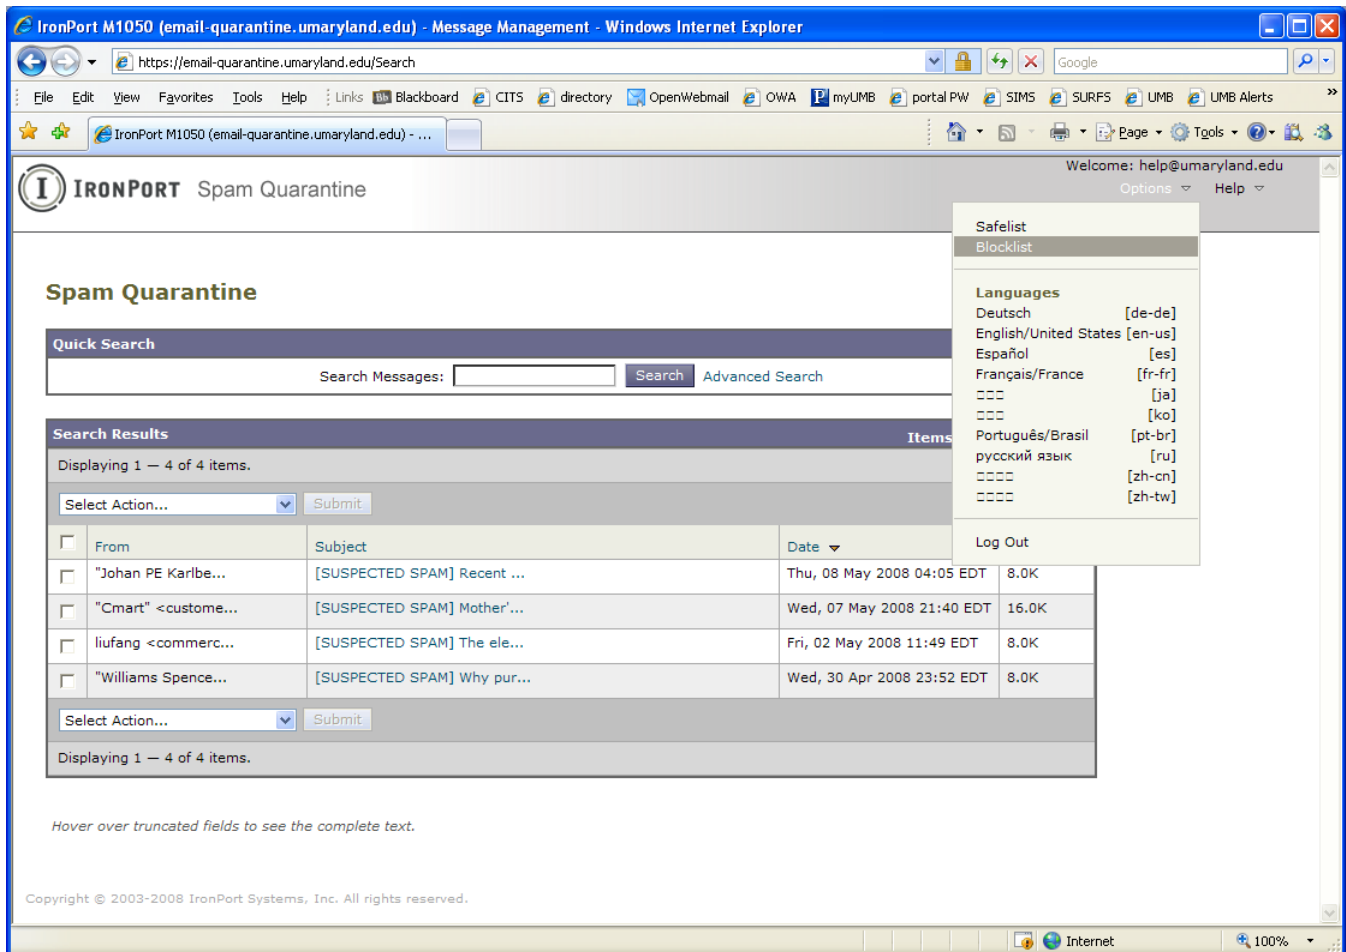 IronPort M1050 (email-quarantine.umaryland.edu) - Message Management - Windows Internet Explorer
https://email-quarantine.umaryland.edu/Search
Google
File Edit View Favorites Tools Help Links Blackboard CITS directory OpenWebmail OWA myUMB portal PW SIMS SURFS UMB UMB Alerts
IronPort M1050 (email-quarantine.umaryland.edu) - ...
Page Tools
Welcome: help@umaryland.edu
IRONPORT Spam Quarantine
Options Help
Safelist
Blocklist
Languages
Deutsch [de-de]
English/United States [en-us]
Español [es]
Français/France [fr-fr]
□□□ [ja]
□□□ [ko]
Português/Brasil [pt-br]
русский язык [ru]
□□□□ [zh-cn]
□□□□ [zh-tw]
Log Out
Spam Quarantine
Quick Search
Search Messages: Search Advanced Search
Search Results Items
Displaying 1 — 4 of 4 items.
Select Action... Submit
From Subject Date
"Johan PE Karlbe... [SUSPECTED SPAM] Recent ... Thu, 08 May 2008 04:05 EDT 8.0K
"Cmart" <custome... [SUSPECTED SPAM] Mother'... Wed, 07 May 2008 21:40 EDT 16.0K
liufang <commerc... [SUSPECTED SPAM] The ele... Fri, 02 May 2008 11:49 EDT 8.0K
"Williams Spence... [SUSPECTED SPAM] Why pur... Wed, 30 Apr 2008 23:52 EDT 8.0K
Select Action... Submit
Displaying 1 — 4 of 4 items.
Hover over truncated fields to see the complete text.
Copyright © 2003-2008 IronPort Systems, Inc. All rights reserved.
Internet 100%